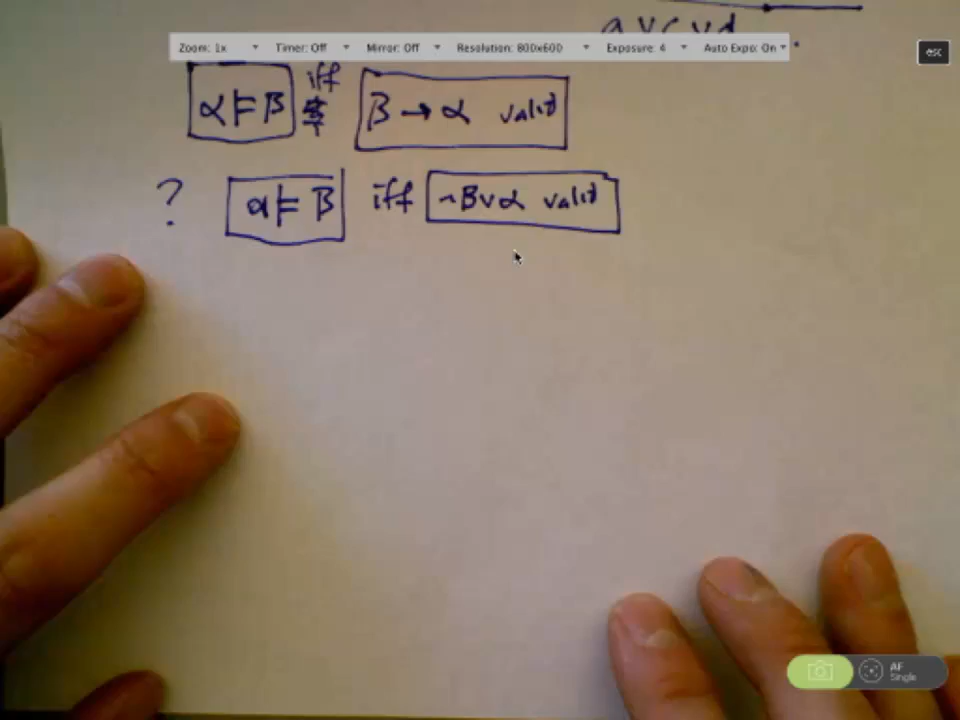 a ∨ c ∨ d .
Zoom: 1x Timer: Off Mirror: Off Resolution: 800x600 Exposure: 4 Auto Expo: On
esc
α ⊨ β iff β → α valid
? α ⊨ β iff ¬β∨α valid
AF
Single